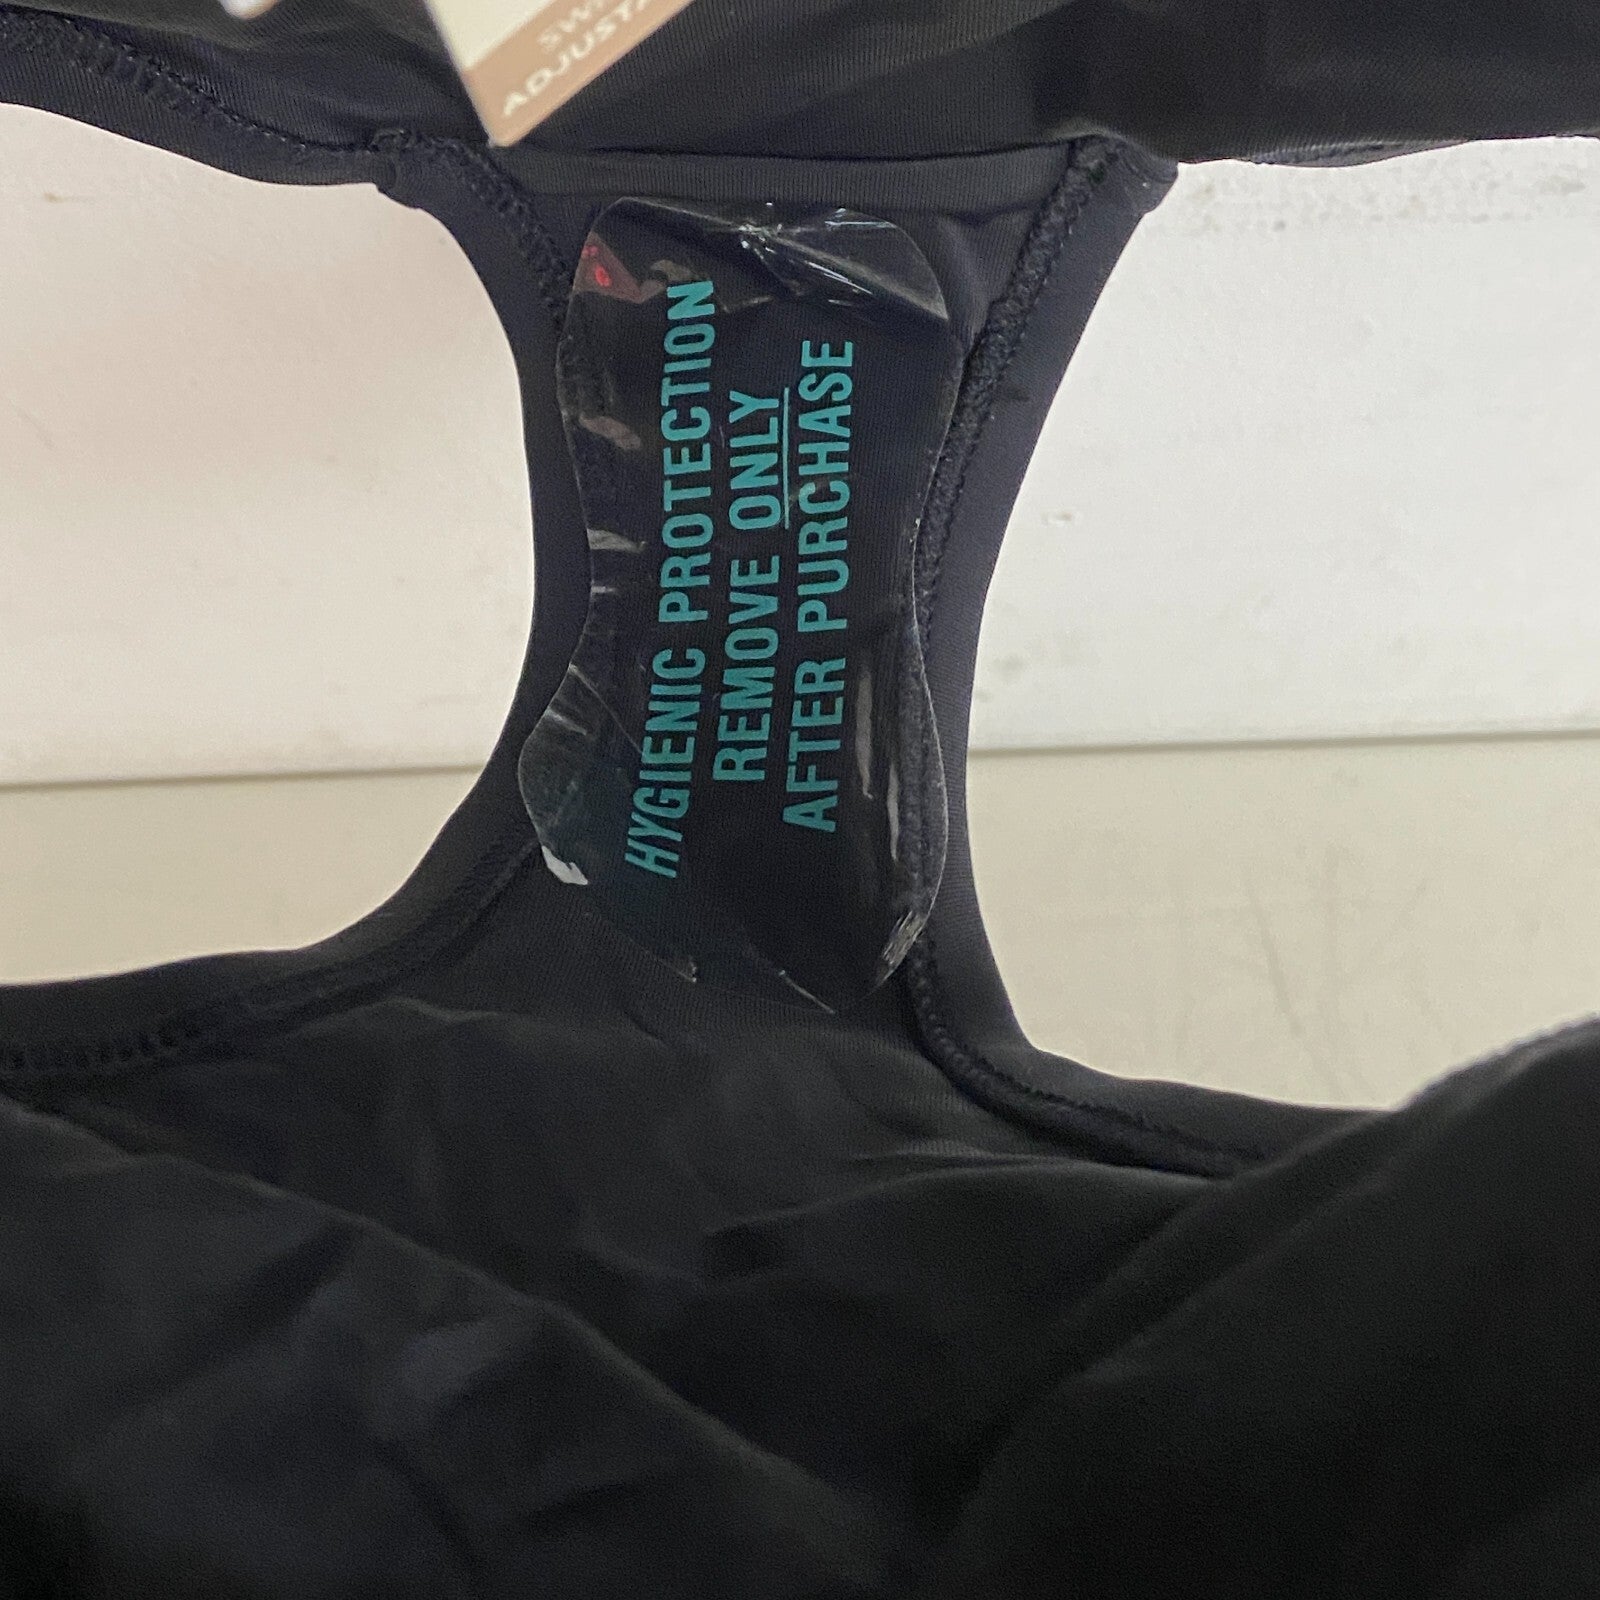 HYGIENIC PROTECTION
REMOVE ONLY
AFTER PURCHASE